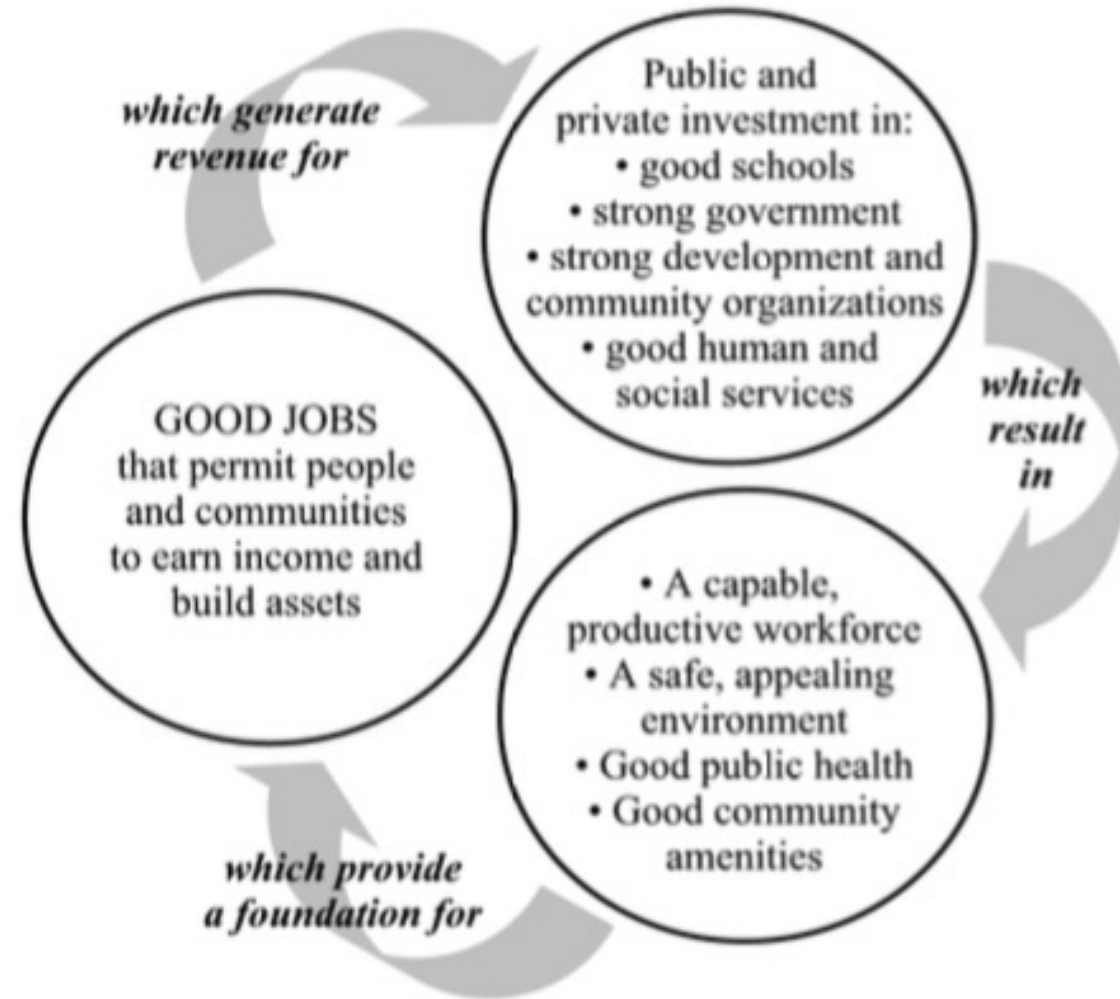 which generate
revenue for
Public and
private investment in:
• good schools
• strong government
• strong development and
community organizations
• good human and
social services
which
result
in
• A capable,
productive workforce
• A safe, appealing
environment
• Good public health
• Good community
amenities
which provide
a foundation for
GOOD JOBS
that permit people
and communities
to earn income and
build assets